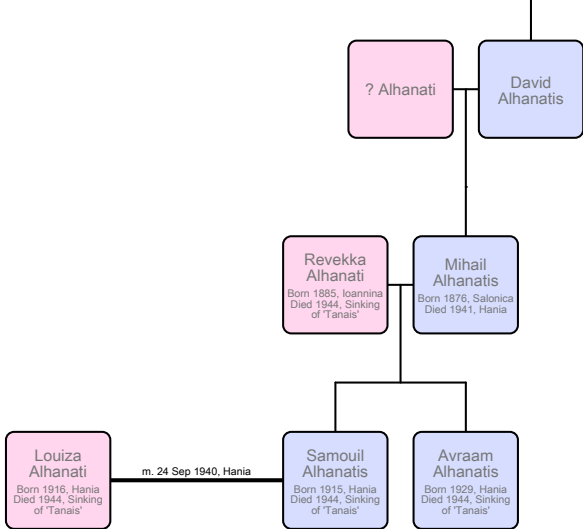 ? Alhanati
David
Alhanatis
Revekka
Alhanati
Born 1885, Ioannina
Died 1944, Sinking
of 'Tanais'
Mihail
Alhanatis
Born 1876, Salonica
Died 1941, Hania
Louiza
Alhanati
Born 1916, Hania
Died 1944, Sinking
of 'Tanais'
m. 24 Sep 1940, Hania
Samouil
Alhanatis
Born 1915, Hania
Died 1944, Sinking
of 'Tanais'
Avraam
Alhanatis
Born 1929, Hania
Died 1944, Sinking
of 'Tanais'